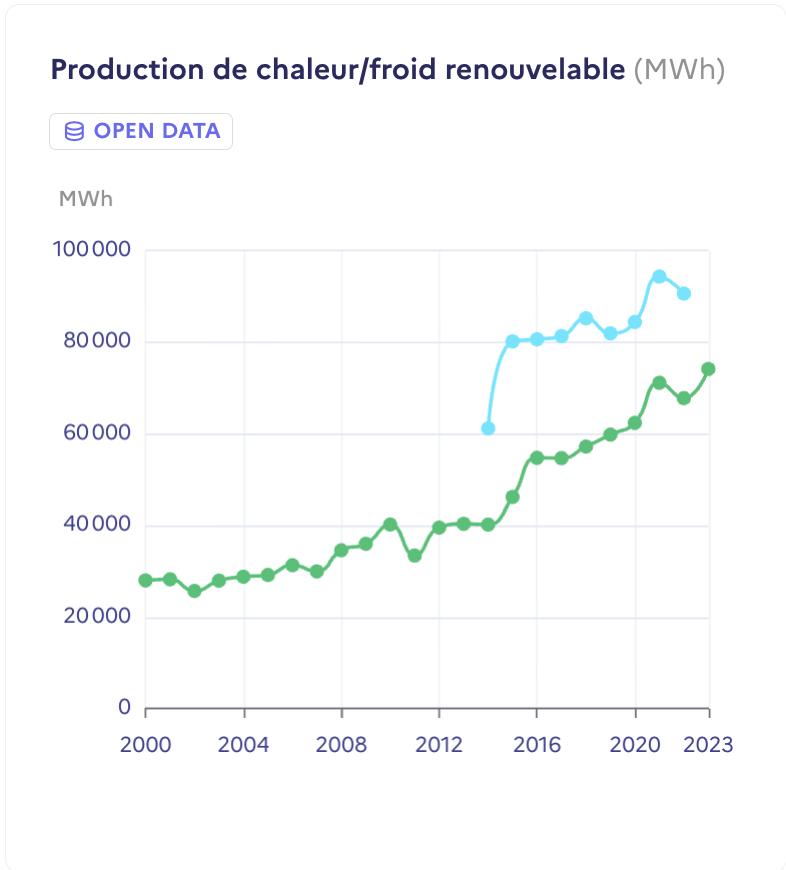 Production de chaleur/froid renouvelable (MWh)
OPEN DATA
MWh
100 000
80 000
60 000
40 000
20 000
0
2000 2004 2008 2012 2016 2020 2023